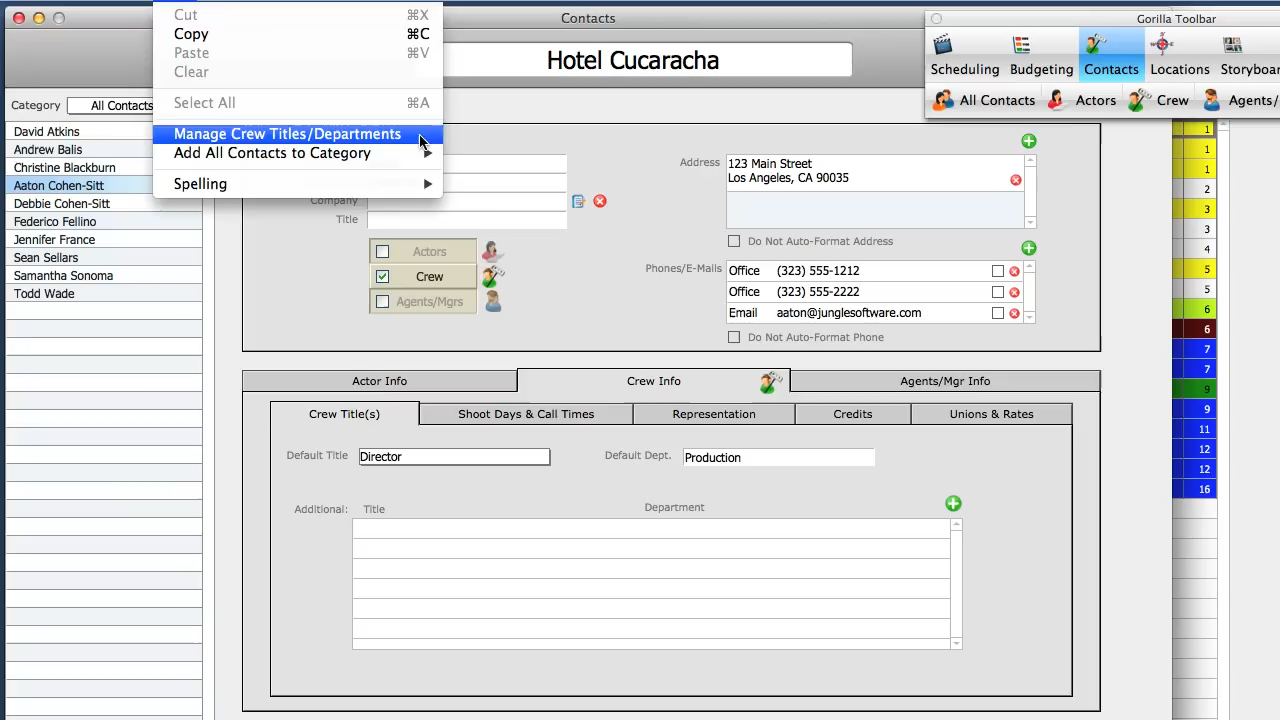 Contacts
Gorilla Toolbar
Cut ⌘X
Copy ⌘C
Paste ⌘V
Clear
Select All ⌘A
Manage Crew Titles/Departments
Add All Contacts to Category
Spelling
Hotel Cucaracha
Scheduling Budgeting Contacts Locations
All Contacts Actors Crew Agents/
Category All Contacts
David Atkins
Andrew Balis
Christine Blackburn
Aaton Cohen-Sitt
Debbie Cohen-Sitt
Federico Fellino
Jennifer France
Sean Sellars
Samantha Sonoma
Todd Wade
Company
Title
Actors
Crew
Agents/Mgrs
Address
123 Main Street
Los Angeles, CA 90035
Do Not Auto-Format Address
Phones/E-Mails
Office (323) 555-1212
Office (323) 555-2222
Email aaton@junglesoftware.com
Do Not Auto-Format Phone
Actor Info Crew Info Agents/Mgr Info
Crew Title(s) Shoot Days & Call Times Representation Credits Unions & Rates
Default Title Director Default Dept. Production
Additional: Title Department
1
1
1
2
3
3
4
5
5
6
6
7
7
9
9
11
12
12
16